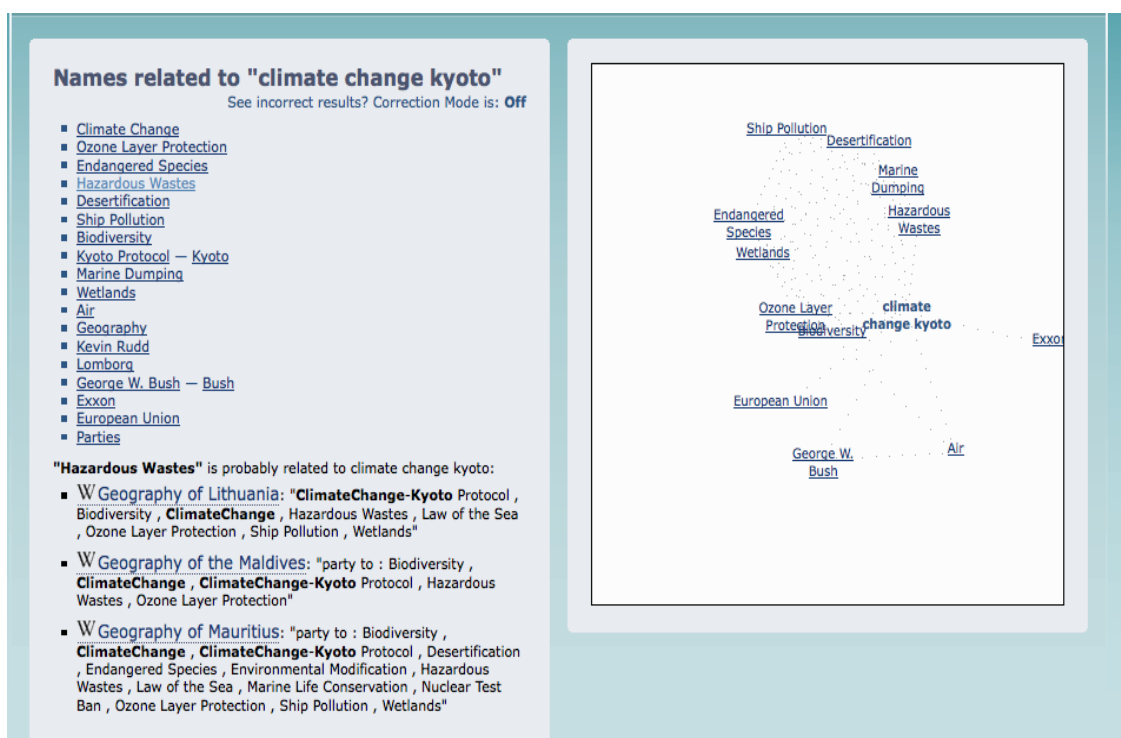 Names related to "climate change kyoto"
See incorrect results? Correction Mode is: Off
Climate Change
Ozone Layer Protection
Endangered Species
Hazardous Wastes
Desertification
Ship Pollution
Biodiversity
Kyoto Protocol — Kyoto
Marine Dumping
Wetlands
Air
Geography
Kevin Rudd
Lomborg
George W. Bush — Bush
Exxon
European Union
Parties
"Hazardous Wastes" is probably related to climate change kyoto:
W Geography of Lithuania: "ClimateChange-Kyoto Protocol ,
Biodiversity , ClimateChange , Hazardous Wastes , Law of the Sea
, Ozone Layer Protection , Ship Pollution , Wetlands"
W Geography of the Maldives: "party to : Biodiversity ,
ClimateChange , ClimateChange-Kyoto Protocol , Hazardous
Wastes , Ozone Layer Protection"
W Geography of Mauritius: "party to : Biodiversity ,
ClimateChange , ClimateChange-Kyoto Protocol , Desertification
, Endangered Species , Environmental Modification , Hazardous
Wastes , Law of the Sea , Marine Life Conservation , Nuclear Test
Ban , Ozone Layer Protection , Ship Pollution , Wetlands"
Ship Pollution
Desertification
Marine
Dumping
Endangered
Species
Hazardous
Wastes
Wetlands
Ozone Layer
Protection
Biodiversity
climate
change kyoto
Exxon
European Union
George W.
Bush
Air